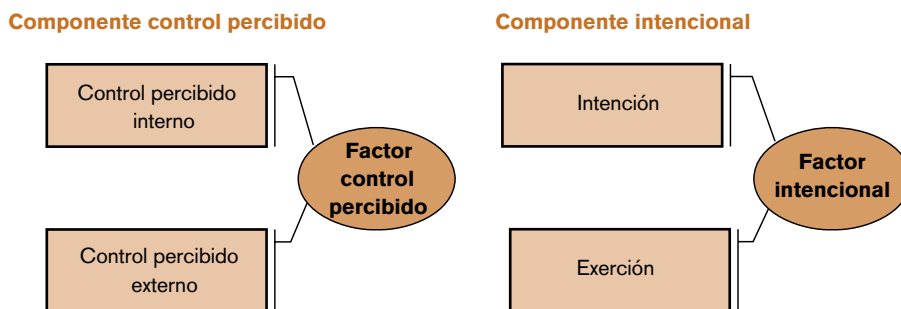 Componente control percibido
Control percibido
interno
Factor
control
percibido
Control percibido
externo
Componente intencional
Intención
Factor
intencional
Exerción